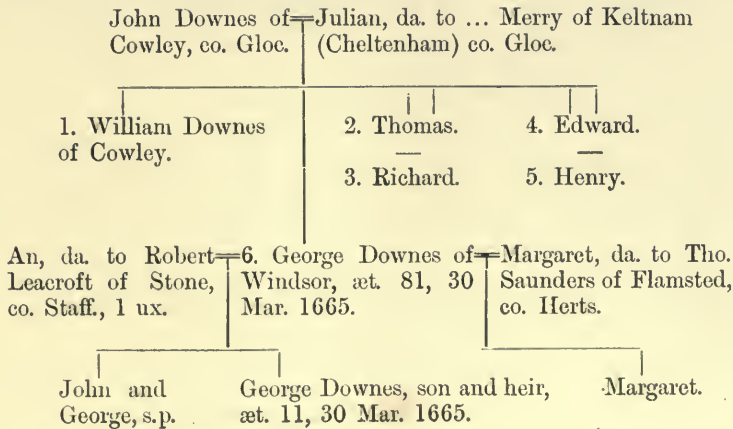 John Downes of Julian, da. to ... Merry of Keltnam
Cowley, co. Gloc. (Cheltenham) co. Gloc.
1. William Downes 2. Thomas. 4. Edward.
of Cowley.
3. Richard. 5. Henry.
An, da. to Robert 6. George Downes of Margaret, da. to Tho.
Leacroft of Stone, Windsor, æt. 81, 30 Saunders of Flamsted,
co. Staff., 1 ux. Mar. 1665. co. Herts.
John and George Downes, son and heir, Margaret.
George, s.p. æt. 11, 30 Mar. 1665.